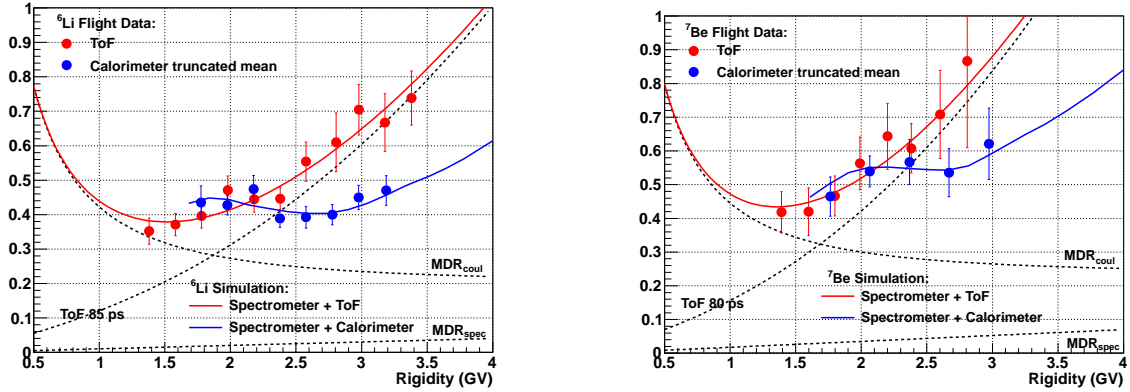 ⁶Li Flight Data:
ToF
Calorimeter truncated mean
1
0.9
0.8
0.7
0.6
0.5
0.4
0.3
0.2
0.1
0
MDR_coul
ToF 85 ps
⁶Li Simulation:
Spectrometer + ToF
Spectrometer + Calorimeter
MDR_spec
0.5 1 1.5 2 2.5 3 3.5 4
Rigidity (GV)
⁷Be Flight Data:
ToF
Calorimeter truncated mean
1
0.9
0.8
0.7
0.6
0.5
0.4
0.3
0.2
0.1
0
MDR_coul
ToF 80 ps
⁷Be Simulation:
Spectrometer + ToF
Spectrometer + Calorimeter
MDR_spec
0.5 1 1.5 2 2.5 3 3.5 4
Rigidity (GV)